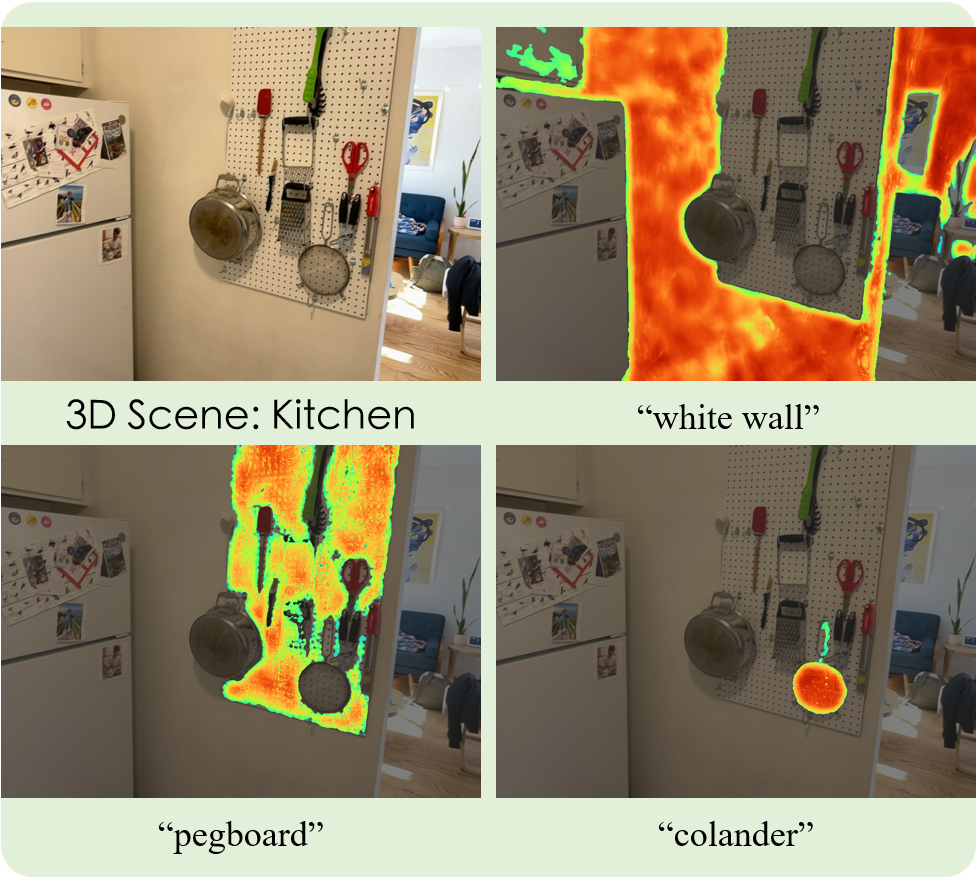 3D Scene: Kitchen
“white wall”
“pegboard”
“colander”